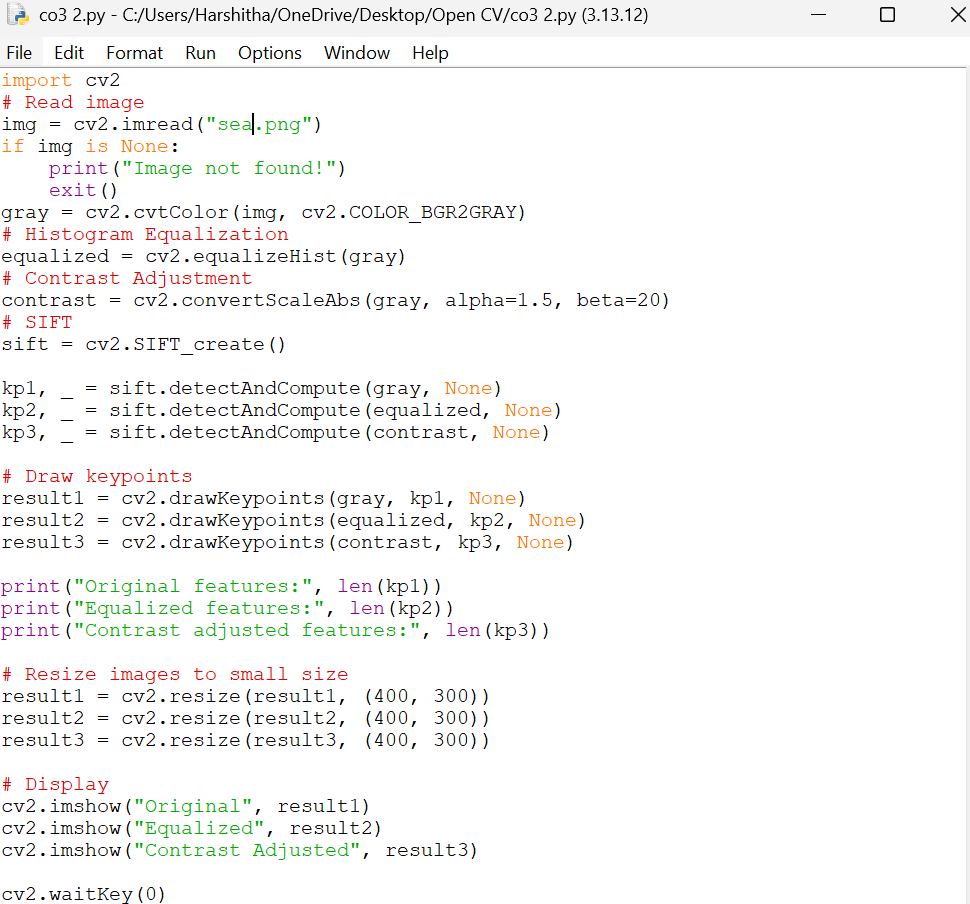 co3 2.py - C:/Users/Harshitha/OneDrive/Desktop/Open CV/co3 2.py (3.13.12)
File Edit Format Run Options Window Help
import cv2
# Read image
img = cv2.imread("sea.png")
if img is None:
    print("Image not found!")
    exit()
gray = cv2.cvtColor(img, cv2.COLOR_BGR2GRAY)
# Histogram Equalization
equalized = cv2.equalizeHist(gray)
# Contrast Adjustment
contrast = cv2.convertScaleAbs(gray, alpha=1.5, beta=20)
# SIFT
sift = cv2.SIFT_create()

kp1, _ = sift.detectAndCompute(gray, None)
kp2, _ = sift.detectAndCompute(equalized, None)
kp3, _ = sift.detectAndCompute(contrast, None)

# Draw keypoints
result1 = cv2.drawKeypoints(gray, kp1, None)
result2 = cv2.drawKeypoints(equalized, kp2, None)
result3 = cv2.drawKeypoints(contrast, kp3, None)

print("Original features:", len(kp1))
print("Equalized features:", len(kp2))
print("Contrast adjusted features:", len(kp3))

# Resize images to small size
result1 = cv2.resize(result1, (400, 300))
result2 = cv2.resize(result2, (400, 300))
result3 = cv2.resize(result3, (400, 300))

# Display
cv2.imshow("Original", result1)
cv2.imshow("Equalized", result2)
cv2.imshow("Contrast Adjusted", result3)

cv2.waitKey(0)